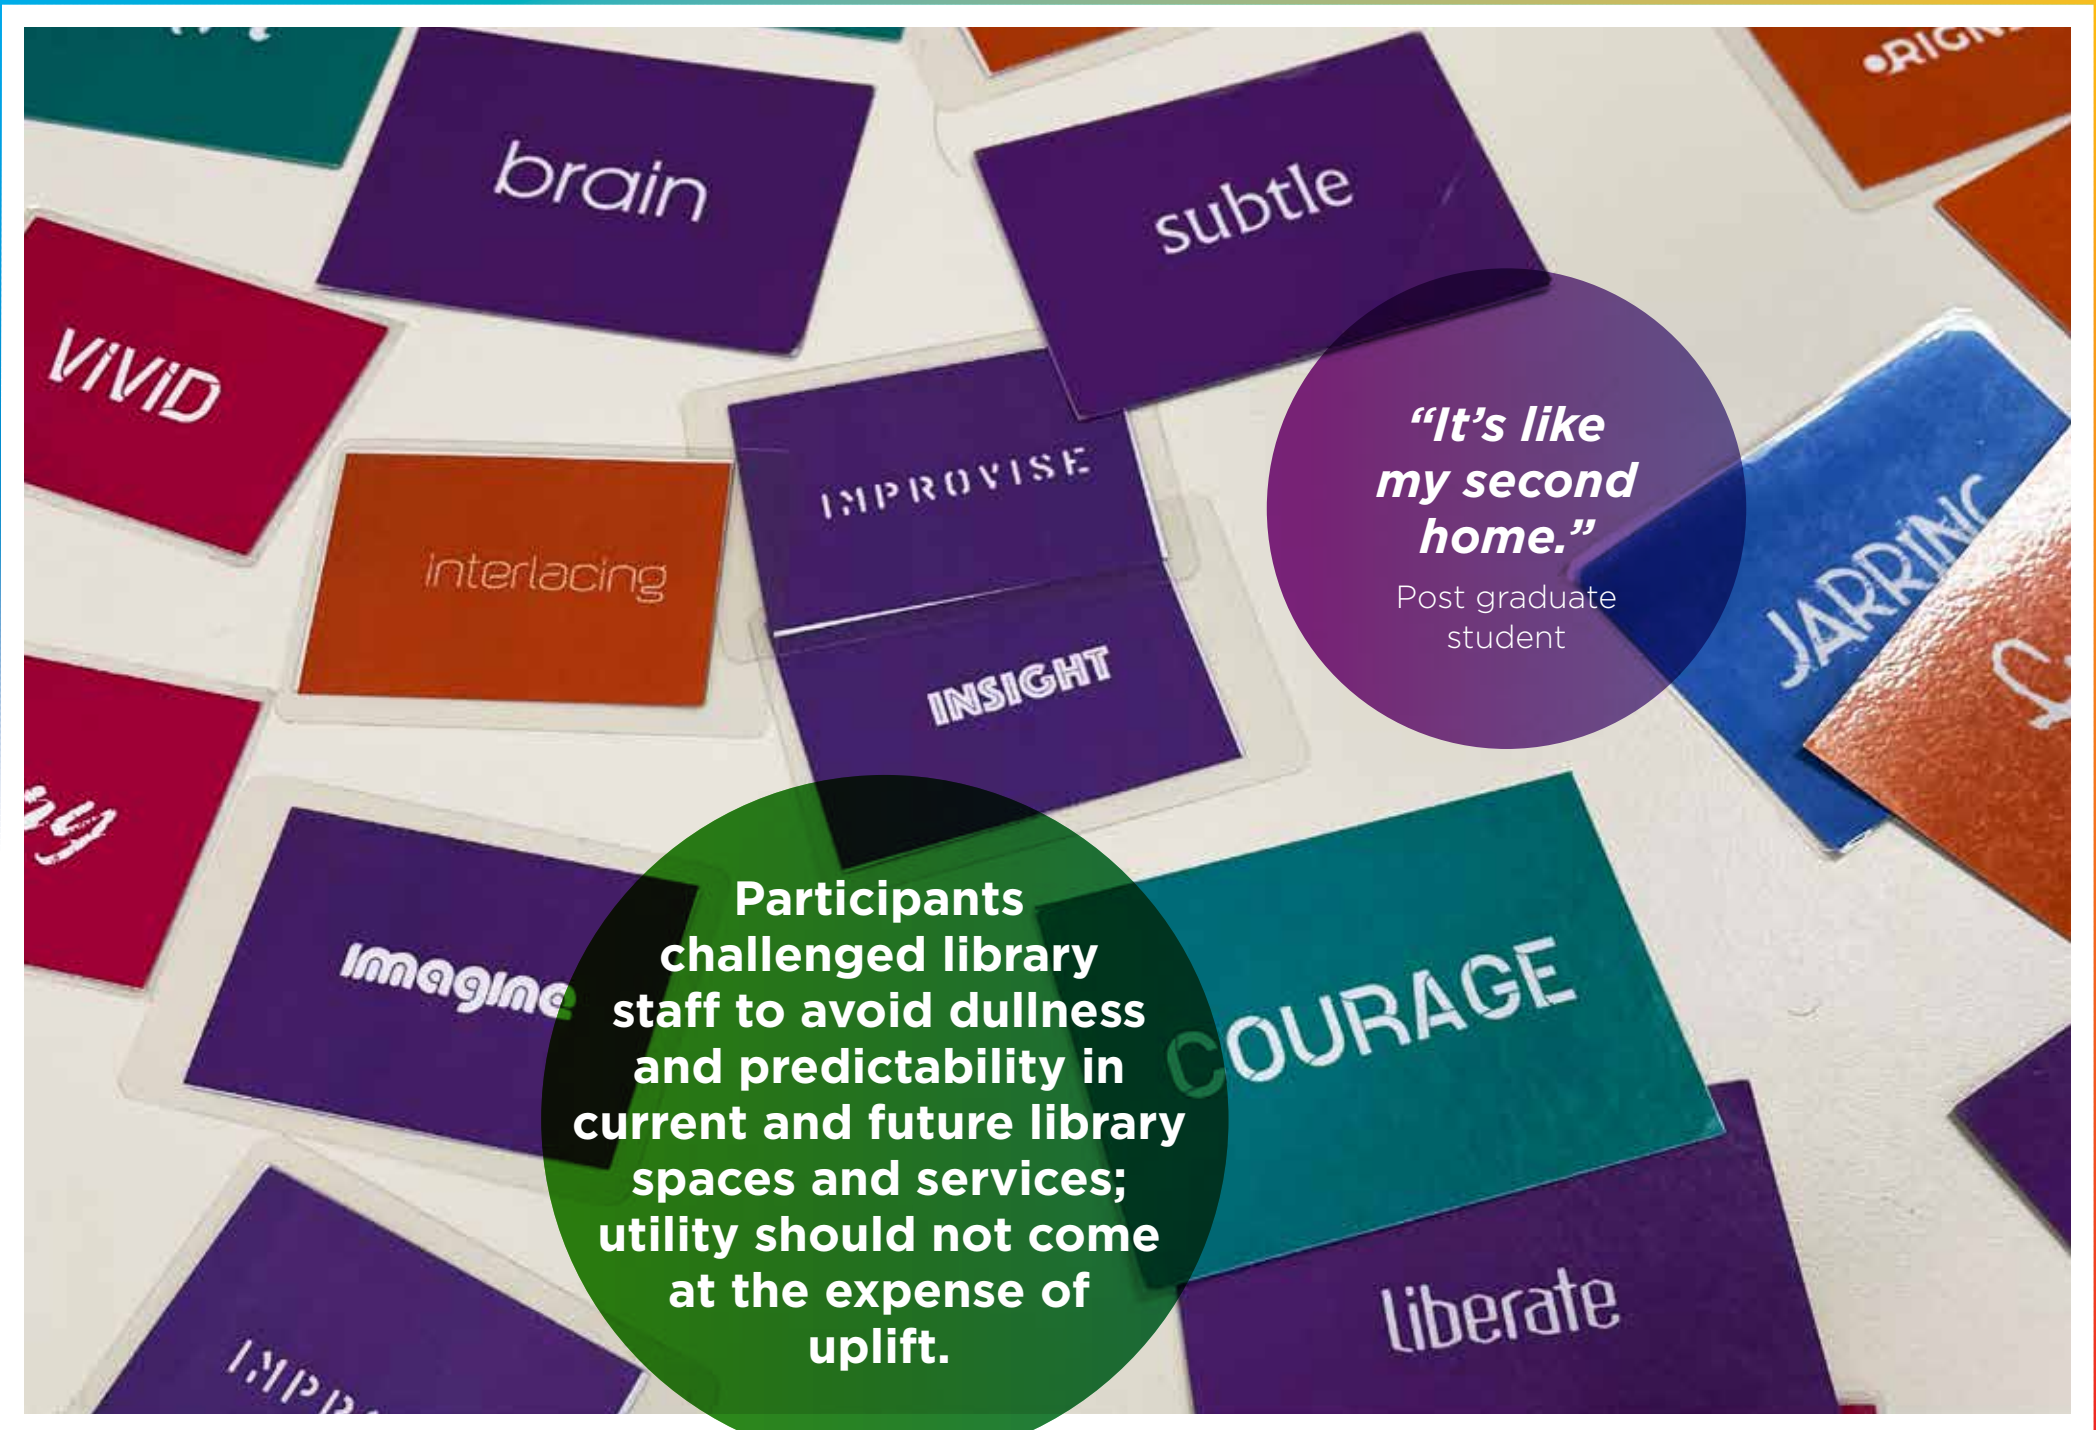 brain
subtle
ViViD
IMPROVISE
interlacing
INSIGHT
“It’s like
my second
home.”
Post graduate
student
JARRING
imagine
Participants
challenged library
staff to avoid dullness
and predictability in
current and future library
spaces and services;
utility should not come
at the expense of
uplift.
COURAGE
liberate